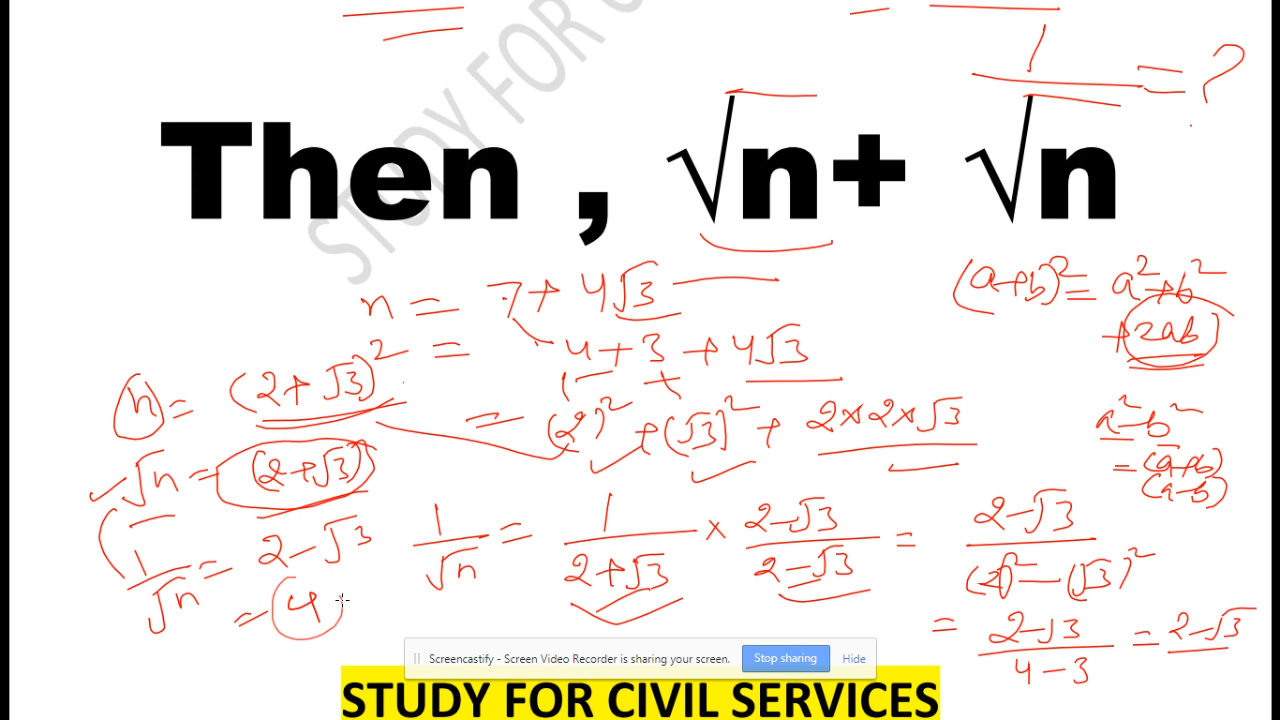 1/ = ?
STUDY FOR C
Then , √n+ √n
n = 7 + 4√3
(a+b)² = a² + b² + 2ab
= 4 + 3 + 4√3
n = (2+√3)²
= (2)² + (√3)² + 2×2×√3
a² - b² = (a+b) (a-b)
√n = (2+√3)
1/√n = 2-√3
1/√n = 1/2+√3 × 2-√3/2-√3 = 2-√3/(2)² - (√3)²
= 4
= 2-√3/4-3 = 2-√3
Screencastify - Screen Video Recorder is sharing your screen. Stop sharing Hide
STUDY FOR CIVIL SERVICES